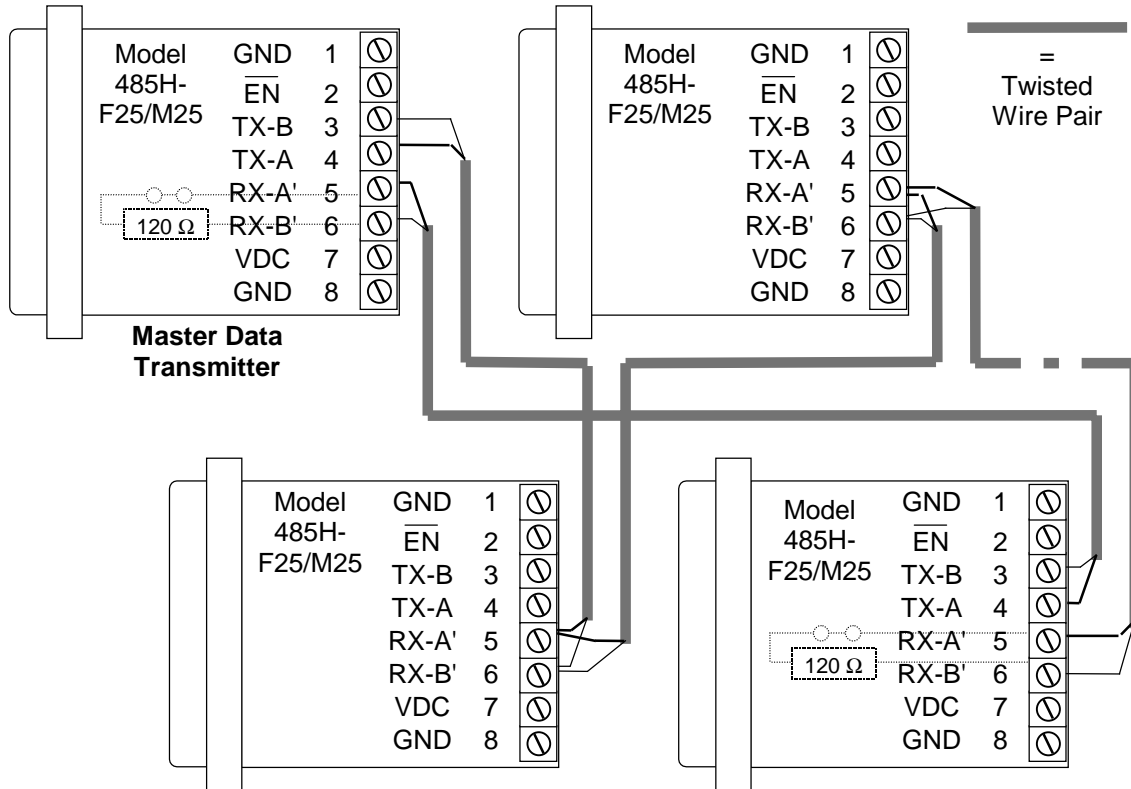 Model
485H-
F25/M25
GND 1
EN 2
TX-B 3
TX-A 4
RX-A' 5
RX-B' 6
VDC 7
GND 8
120 Ω
Master Data
Transmitter
Model
485H-
F25/M25
GND 1
EN 2
TX-B 3
TX-A 4
RX-A' 5
RX-B' 6
VDC 7
GND 8
=
Twisted
Wire Pair
Model
485H-
F25/M25
GND 1
EN 2
TX-B 3
TX-A 4
RX-A' 5
RX-B' 6
VDC 7
GND 8
Model
485H-
F25/M25
GND 1
EN 2
TX-B 3
TX-A 4
RX-A' 5
RX-B' 6
VDC 7
GND 8
120 Ω